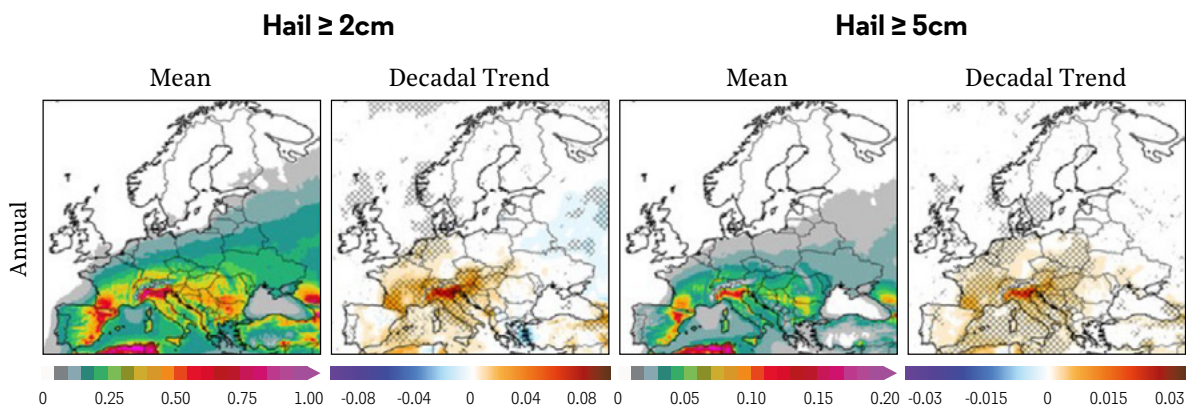 Hail ≥ 2cm Hail ≥ 5cm
Mean Decadal Trend Mean Decadal Trend
Annual
0 0.25 0.50 0.75 1.00 -0.08 -0.04 0 0.04 0.08 0 0.05 0.10 0.15 0.20 -0.03 -0.015 0 0.015 0.03